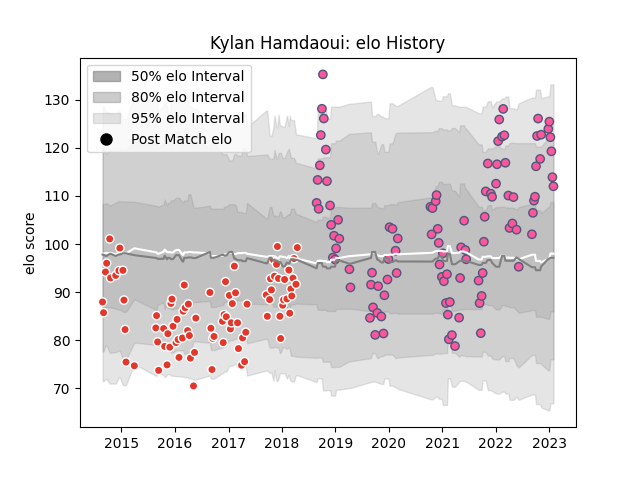 Kylan Hamdaoui: elo History
50% elo Interval
80% elo Interval
95% elo Interval
Post Match elo
elo score
130
120
110
100
90
80
70
2015 2016 2017 2018 2019 2020 2021 2022 2023